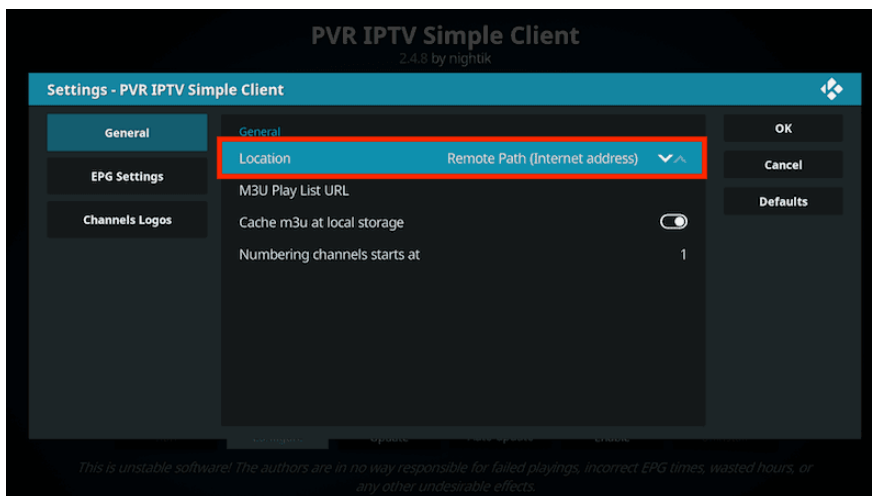 PVR IPTV Simple Client
2.4.8 by nightik
Settings - PVR IPTV Simple Client
General
EPG Settings
Channels Logos
General
Location Remote Path (Internet address)
M3U Play List URL
Cache m3u at local storage
Numbering channels starts at 1
OK
Cancel
Defaults
Configure Update Enable
This is unstable software! The authors are in no way responsible for failed playings, incorrect EPG times, wasted hours, or
any other undesirable effects.